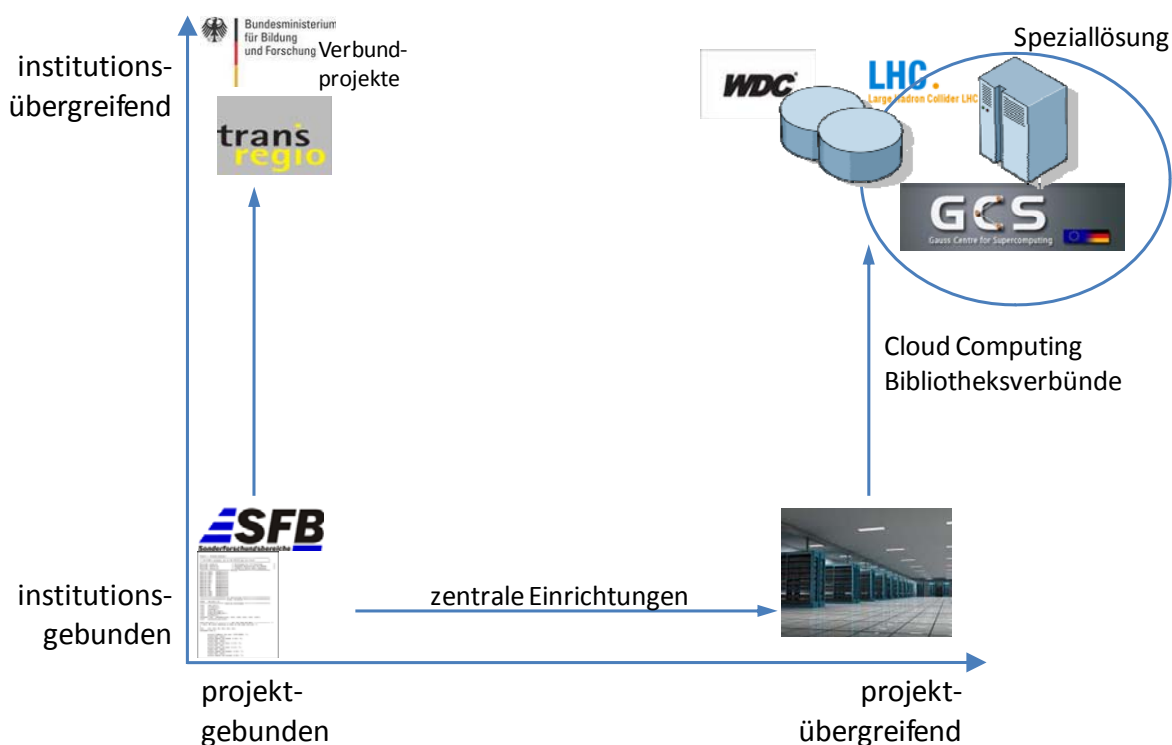 Bundesministerium
für Bildung
und Forschung
Verbund-
projekte
institutions-
übergreifend
trans
regio
WDC
LHC.
Large Hadron Collider LHC
Speziallösung
GCS
Gauss Centre for Supercomputing
Cloud Computing
Bibliotheksverbünde
SFB
Sonderforschungsbereiche
institutions-
gebunden
zentrale Einrichtungen
projekt-
gebunden
projekt-
übergreifend